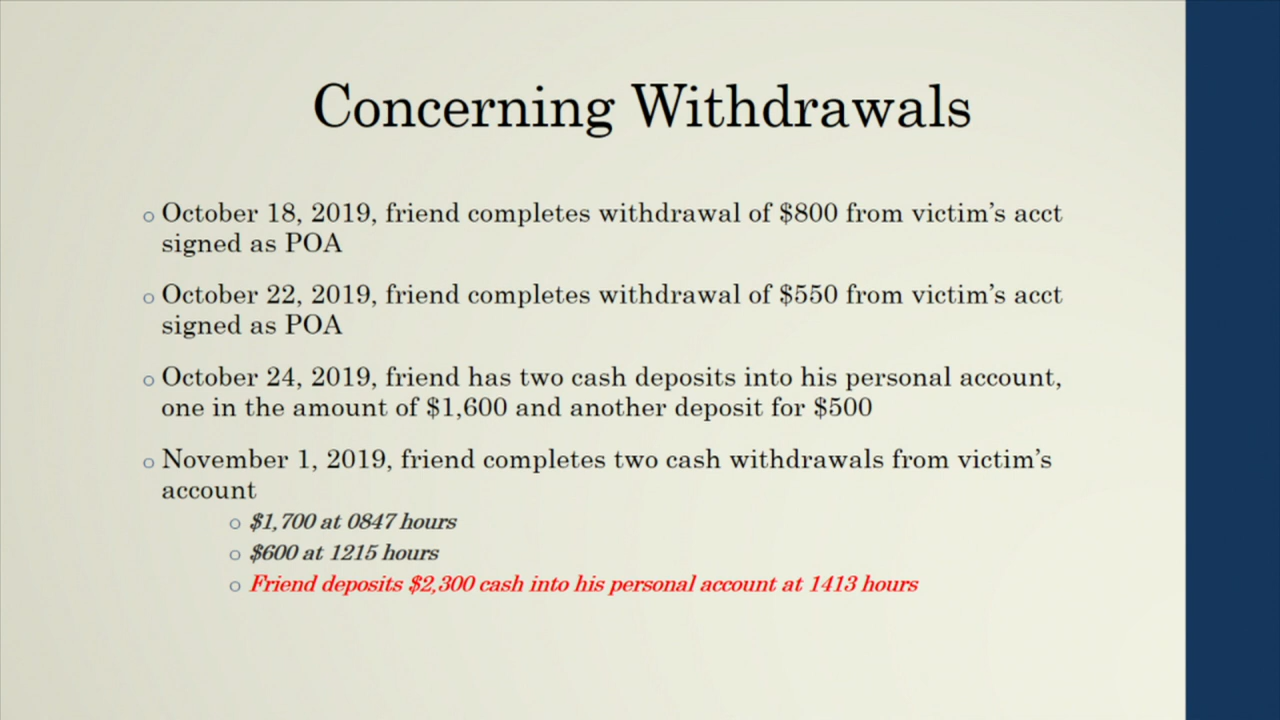 Concerning Withdrawals
o October 18, 2019, friend completes withdrawal of $800 from victim's acct
signed as POA
o October 22, 2019, friend completes withdrawal of $550 from victim's acct
signed as POA
o October 24, 2019, friend has two cash deposits into his personal account,
one in the amount of $1,600 and another deposit for $500
o November 1, 2019, friend completes two cash withdrawals from victim's
account
o $1,700 at 0847 hours
o $600 at 1215 hours
o Friend deposits $2,300 cash into his personal account at 1413 hours